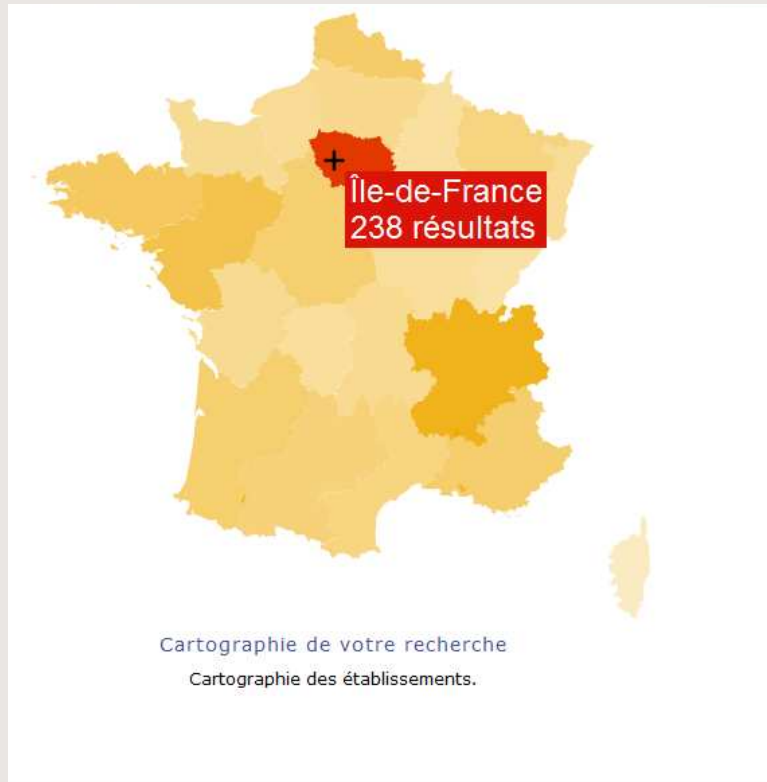 Île-de-France
238 résultats
Cartographie de votre recherche
Cartographie des établissements.